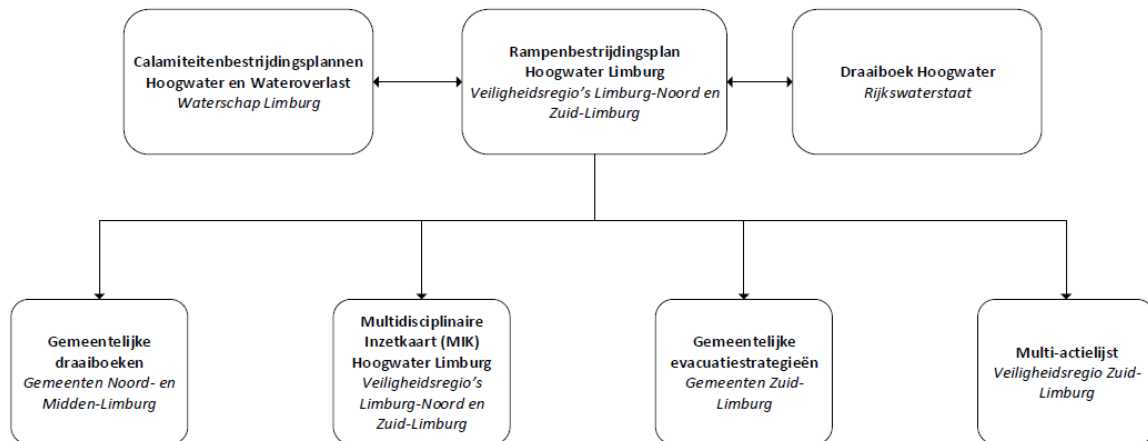 Calamiteitenbestrijdingsplannen
Hoogwater en Wateroverlast
Waterschap Limburg
Rampenbestrijdingsplan
Hoogwater Limburg
Veiligheidsregio's Limburg-Noord en
Zuid-Limburg
Draaiboek Hoogwater
Rijkswaterstaat
Gemeentelijke
draaiboeken
Gemeenten Noord- en
Midden-Limburg
Multidisciplinaire
Inzetkaart (MIK)
Hoogwater Limburg
Veiligheidsregio's
Limburg-Noord en
Zuid-Limburg
Gemeentelijke
evacuatiestrategieën
Gemeenten Zuid-
Limburg
Multi-actielijst
Veiligheidsregio Zuid-
Limburg